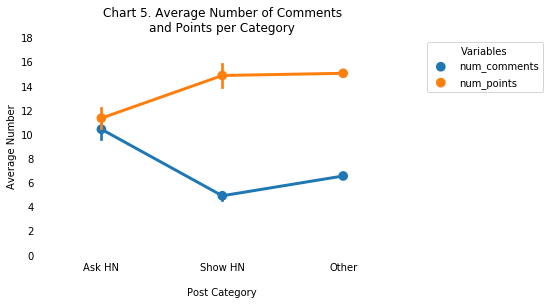 Chart 5. Average Number of Comments
and Points per Category
Variables
num_comments
num_points
Average Number
18
16
14
12
10
8
6
4
2
0
Ask HN
Show HN
Other
Post Category